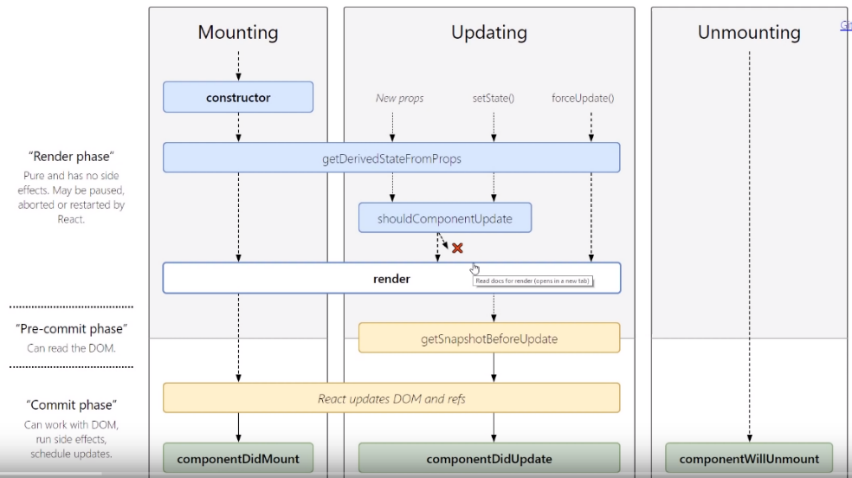 Mounting
Updating
Unmounting
constructor
New props
setState()
forceUpdate()
"Render phase"
Pure and has no side
effects. May be paused,
aborted or restarted by
React.
getDerivedStateFromProps
shouldComponentUpdate
render
Read docs for render (opens in a new tab)
"Pre-commit phase"
Can read the DOM.
getSnapshotBeforeUpdate
"Commit phase"
Can work with DOM,
run side effects,
schedule updates.
React updates DOM and refs
componentDidMount
componentDidUpdate
componentWillUnmount